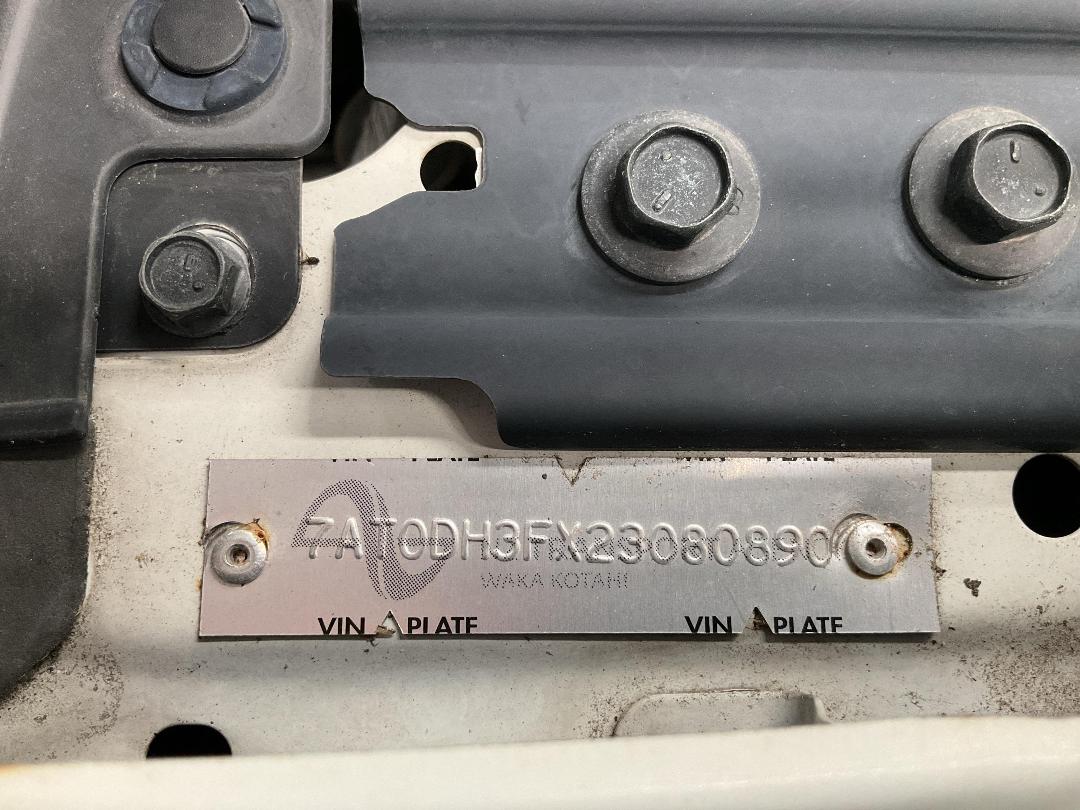 7AT0DH3FX23080890
WAKA KOTAHI
VIN PLATE VIN PLATE